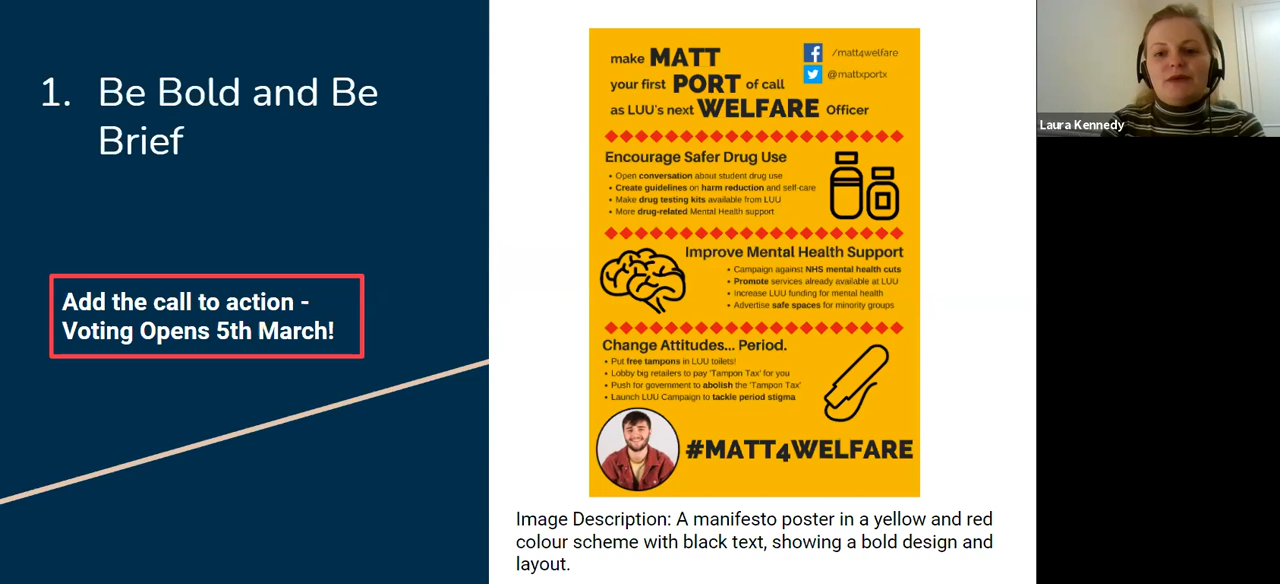 1. Be Bold and Be
Brief
Add the call to action -
Voting Opens 5th March!
make MATT
your first PORT of call
as LUU's next WELFARE Officer
/matt4welfare
@mattxportx
Encourage Safer Drug Use
• Open conversation about student drug use
• Create guidelines on harm reduction and self-care
• Make drug testing kits available from LUU
• More drug-related Mental Health support
Improve Mental Health Support
• Campaign against NHS mental health cuts
• Promote services already available at LUU
• Increase LUU funding for mental health
• Advertise safe spaces for minority groups
Change Attitudes... Period.
• Put free tampons in LUU toilets!
• Lobby big retailers to pay 'Tampon Tax' for you
• Push for government to abolish the 'Tampon Tax'
• Launch LUU Campaign to tackle period stigma
#MATT4WELFARE
Image Description: A manifesto poster in a yellow and red
colour scheme with black text, showing a bold design and
layout.
Laura Kennedy